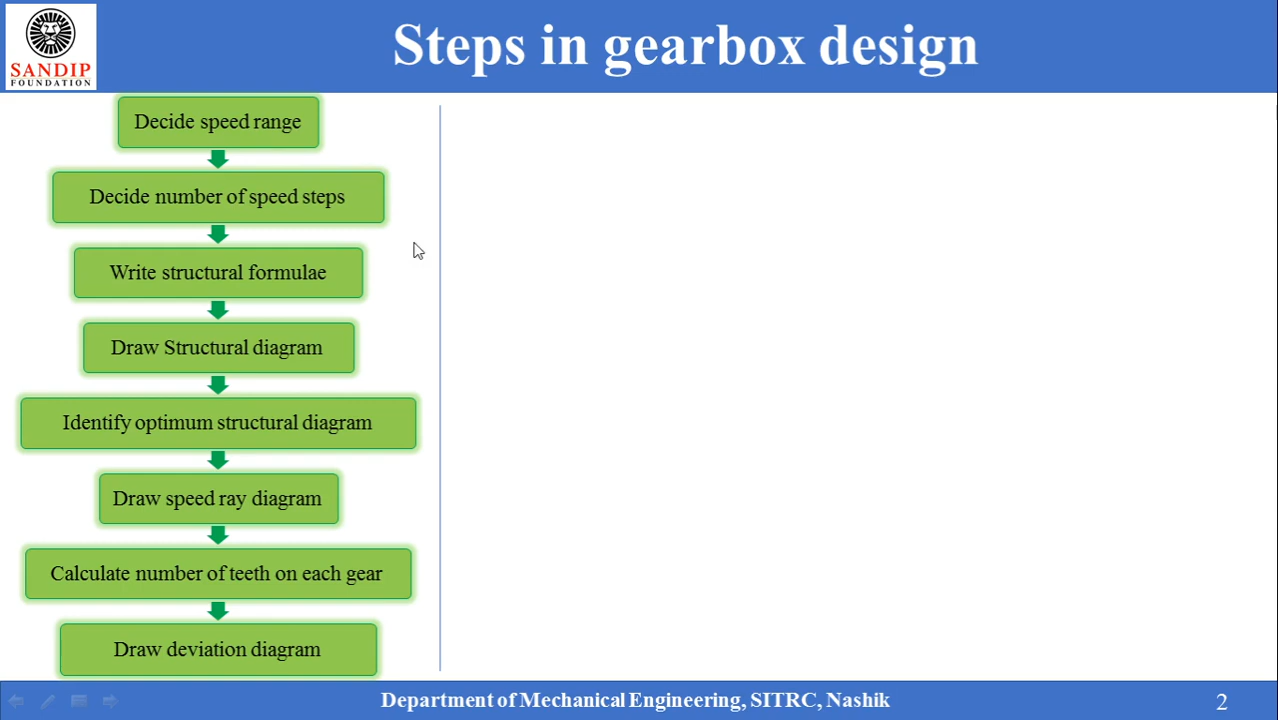 SANDIP
FOUNDATION
Steps in gearbox design
Decide speed range
Decide number of speed steps
Write structural formulae
Draw Structural diagram
Identify optimum structural diagram
Draw speed ray diagram
Calculate number of teeth on each gear
Draw deviation diagram
Department of Mechanical Engineering, SITRC, Nashik
2